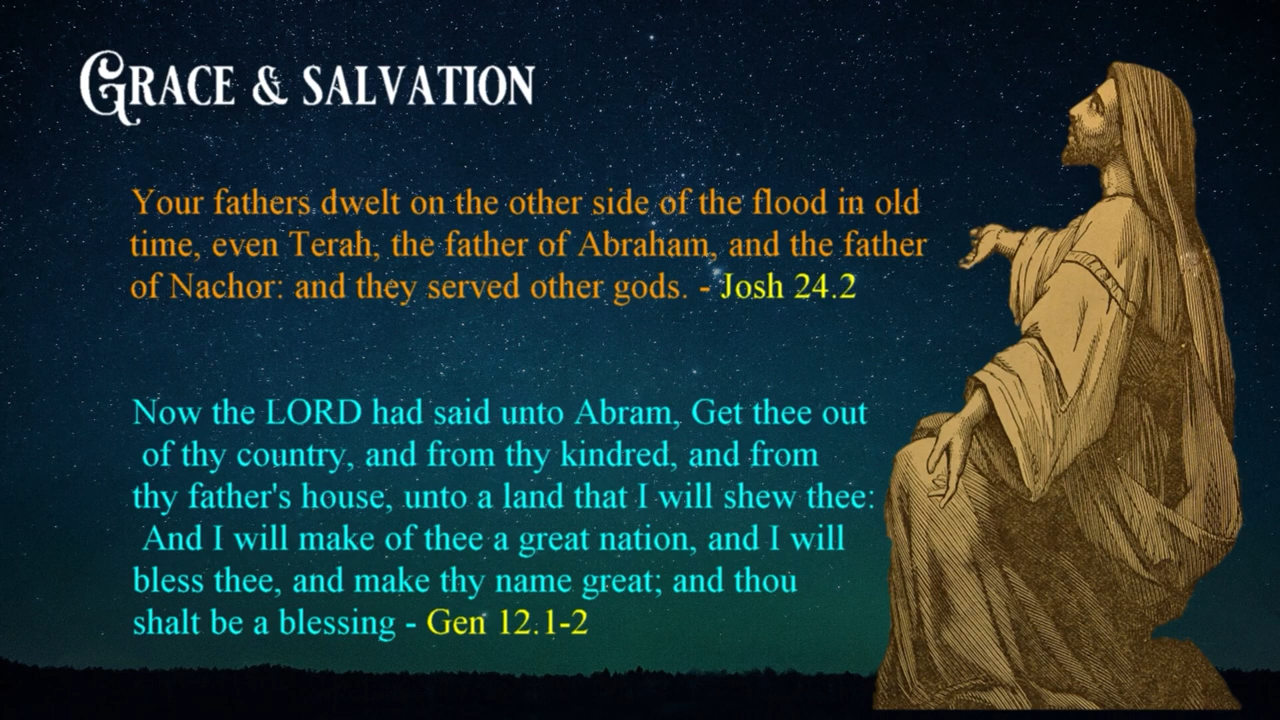 GRACE & SALVATION
Your fathers dwelt on the other side of the flood in old
time, even Terah, the father of Abraham, and the father
of Nachor: and they served other gods. - Josh 24.2
Now the LORD had said unto Abram, Get thee out
of thy country, and from thy kindred, and from
thy father's house, unto a land that I will shew thee:
And I will make of thee a great nation, and I will
bless thee, and make thy name great; and thou
shalt be a blessing - Gen 12.1-2